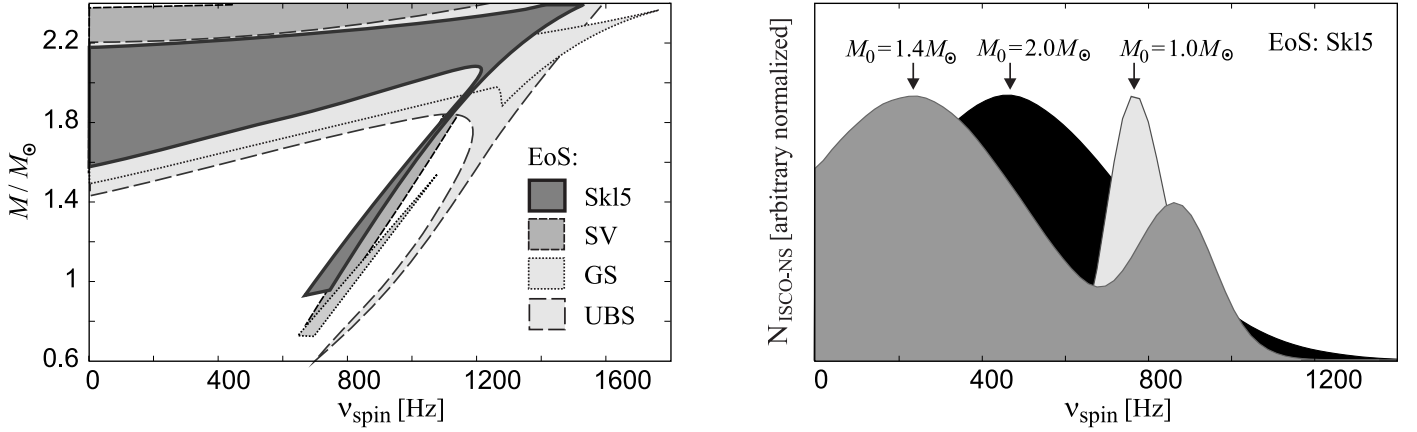 2.2
1.8
1.4
1
0.6
M / M☉
0
400
800
1200
1600
νspin [Hz]
EoS:
Skl5
SV
GS
UBS
M0=1.4M☉
M0=2.0M☉
M0=1.0M☉
EoS: Skl5
NISCO-NS [arbitrary normalized]
0
400
800
1200
νspin [Hz]